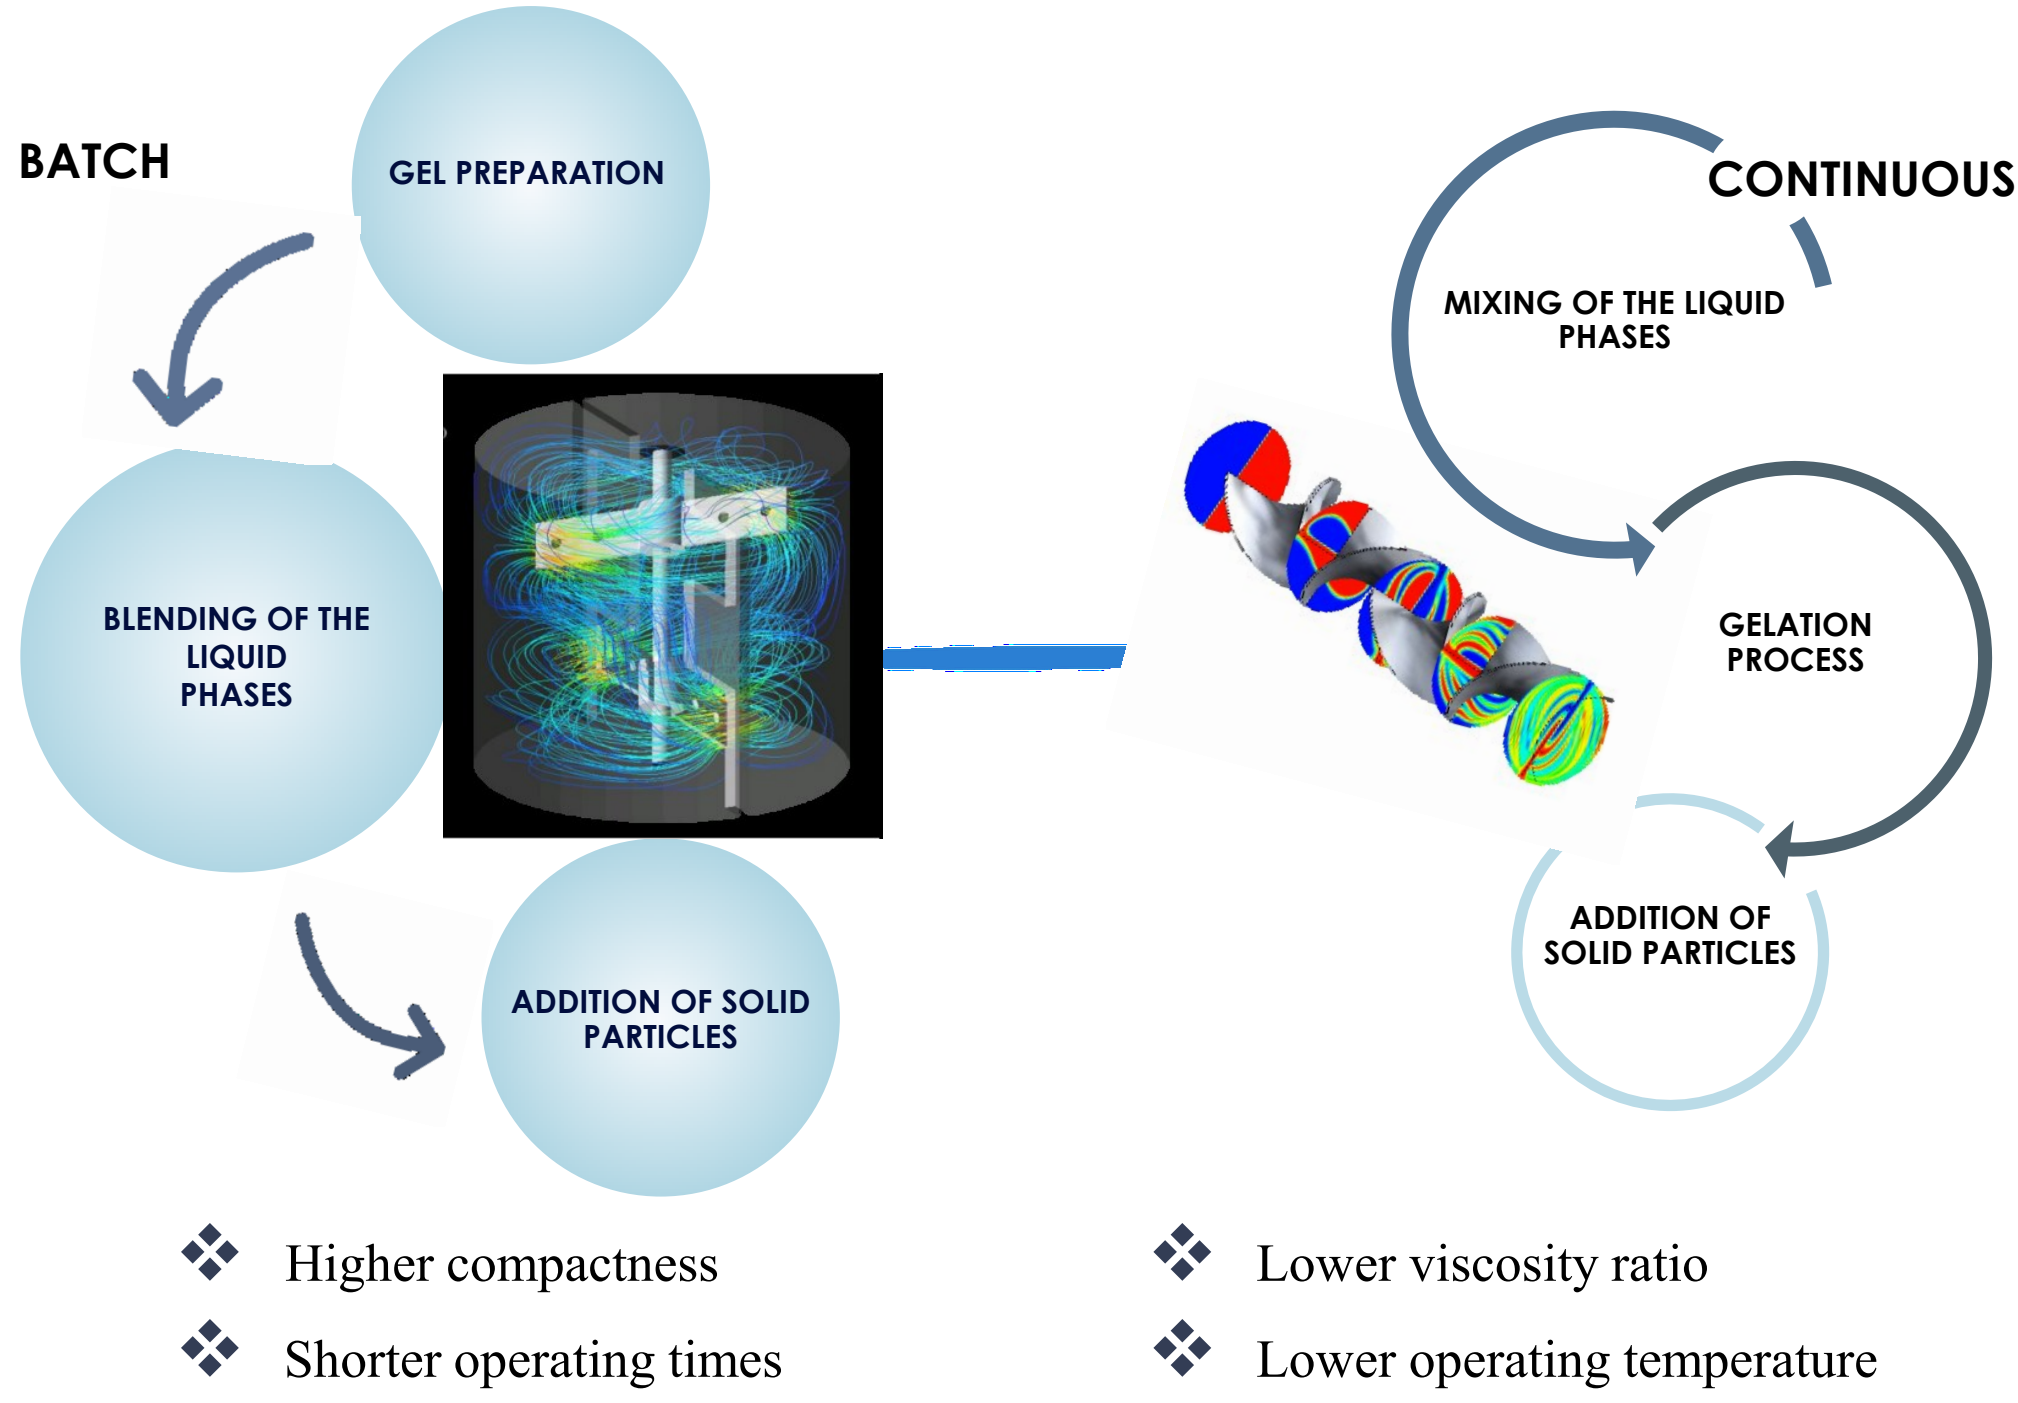 BATCH
GEL PREPARATION
BLENDING OF THE
LIQUID
PHASES
ADDITION OF SOLID
PARTICLES
CONTINUOUS
MIXING OF THE LIQUID
PHASES
GELATION
PROCESS
ADDITION OF
SOLID PARTICLES
Higher compactness
Shorter operating times
Lower viscosity ratio
Lower operating temperature